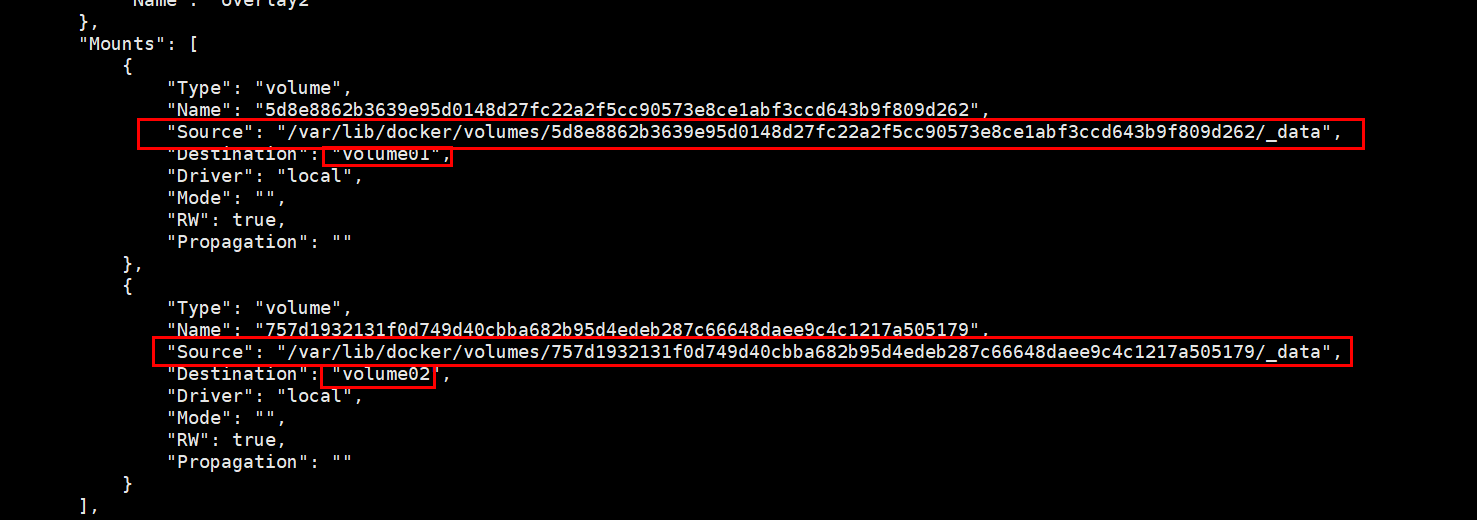 "Name": "overlay2"
},
"Mounts": [
{
"Type": "volume",
"Name": "5d8e8862b3639e95d0148d27fc22a2f5cc90573e8ce1abf3ccd643b9f809d262",
"Source": "/var/lib/docker/volumes/5d8e8862b3639e95d0148d27fc22a2f5cc90573e8ce1abf3ccd643b9f809d262/_data",
"Destination": "volume01",
"Driver": "local",
"Mode": "",
"RW": true,
"Propagation": ""
},
{
"Type": "volume",
"Name": "757d1932131f0d749d40cbba682b95d4edeb287c66648daee9c4c1217a505179",
"Source": "/var/lib/docker/volumes/757d1932131f0d749d40cbba682b95d4edeb287c66648daee9c4c1217a505179/_data",
"Destination": "volume02",
"Driver": "local",
"Mode": "",
"RW": true,
"Propagation": ""
}
],